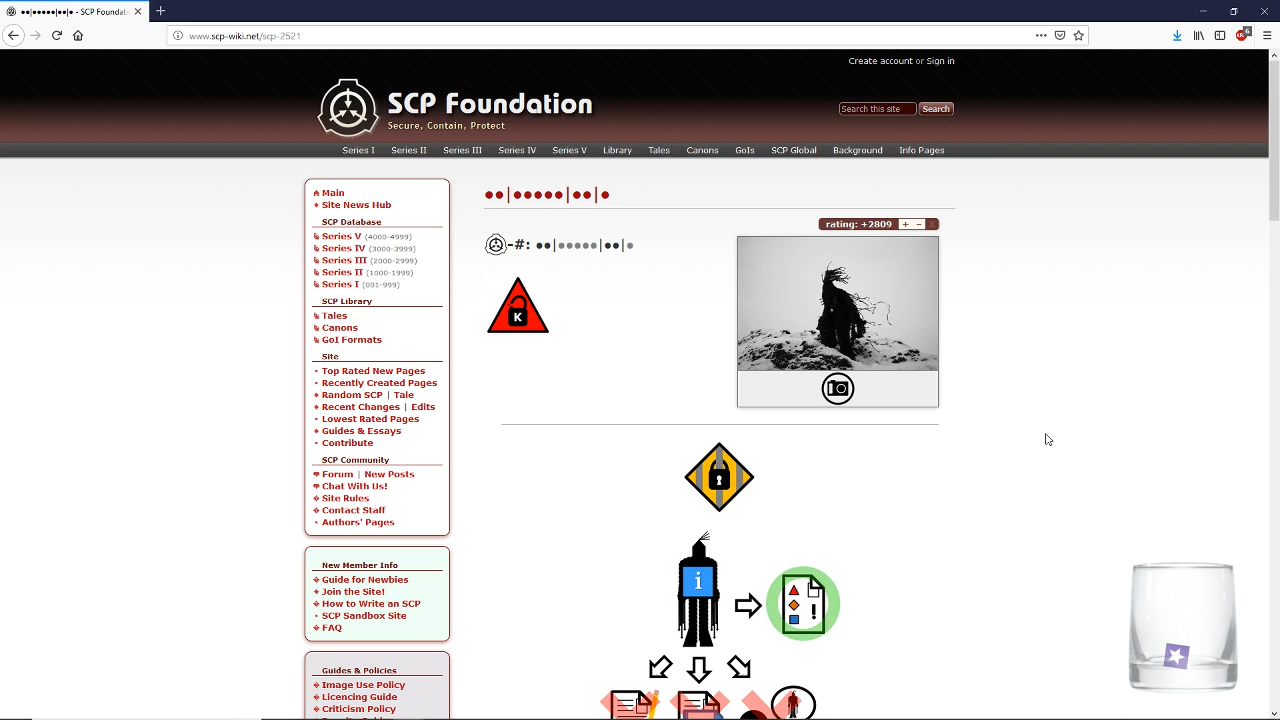 ●●|●●●●●|●●|● - SCP Foundati
www.scp-wiki.net/scp-2521
6
Create account or Sign in
SCP Foundation
Secure, Contain, Protect
Search this site Search
Series I Series II Series III Series IV Series V Library Tales Canons GoIs SCP Global Background Info Pages
Main
Site News Hub
SCP Database
Series V (4000-4999)
Series IV (3000-3999)
Series III (2000-2999)
Series II (1000-1999)
Series I (001-999)
SCP Library
Tales
Canons
GoI Formats
Site
Top Rated New Pages
Recently Created Pages
Random SCP | Tale
Recent Changes | Edits
Lowest Rated Pages
Guides & Essays
Contribute
SCP Community
Forum | New Posts
Chat With Us!
Site Rules
Contact Staff
Authors' Pages
New Member Info
Guide for Newbies
Join the Site!
How to Write an SCP
SCP Sandbox Site
FAQ
Guides & Policies
Image Use Policy
Licencing Guide
Criticism Policy
●●|●●●●●|●●|●
rating: +2809 + – X
-#: ●●|●●●●●|●●|●
K
i
!